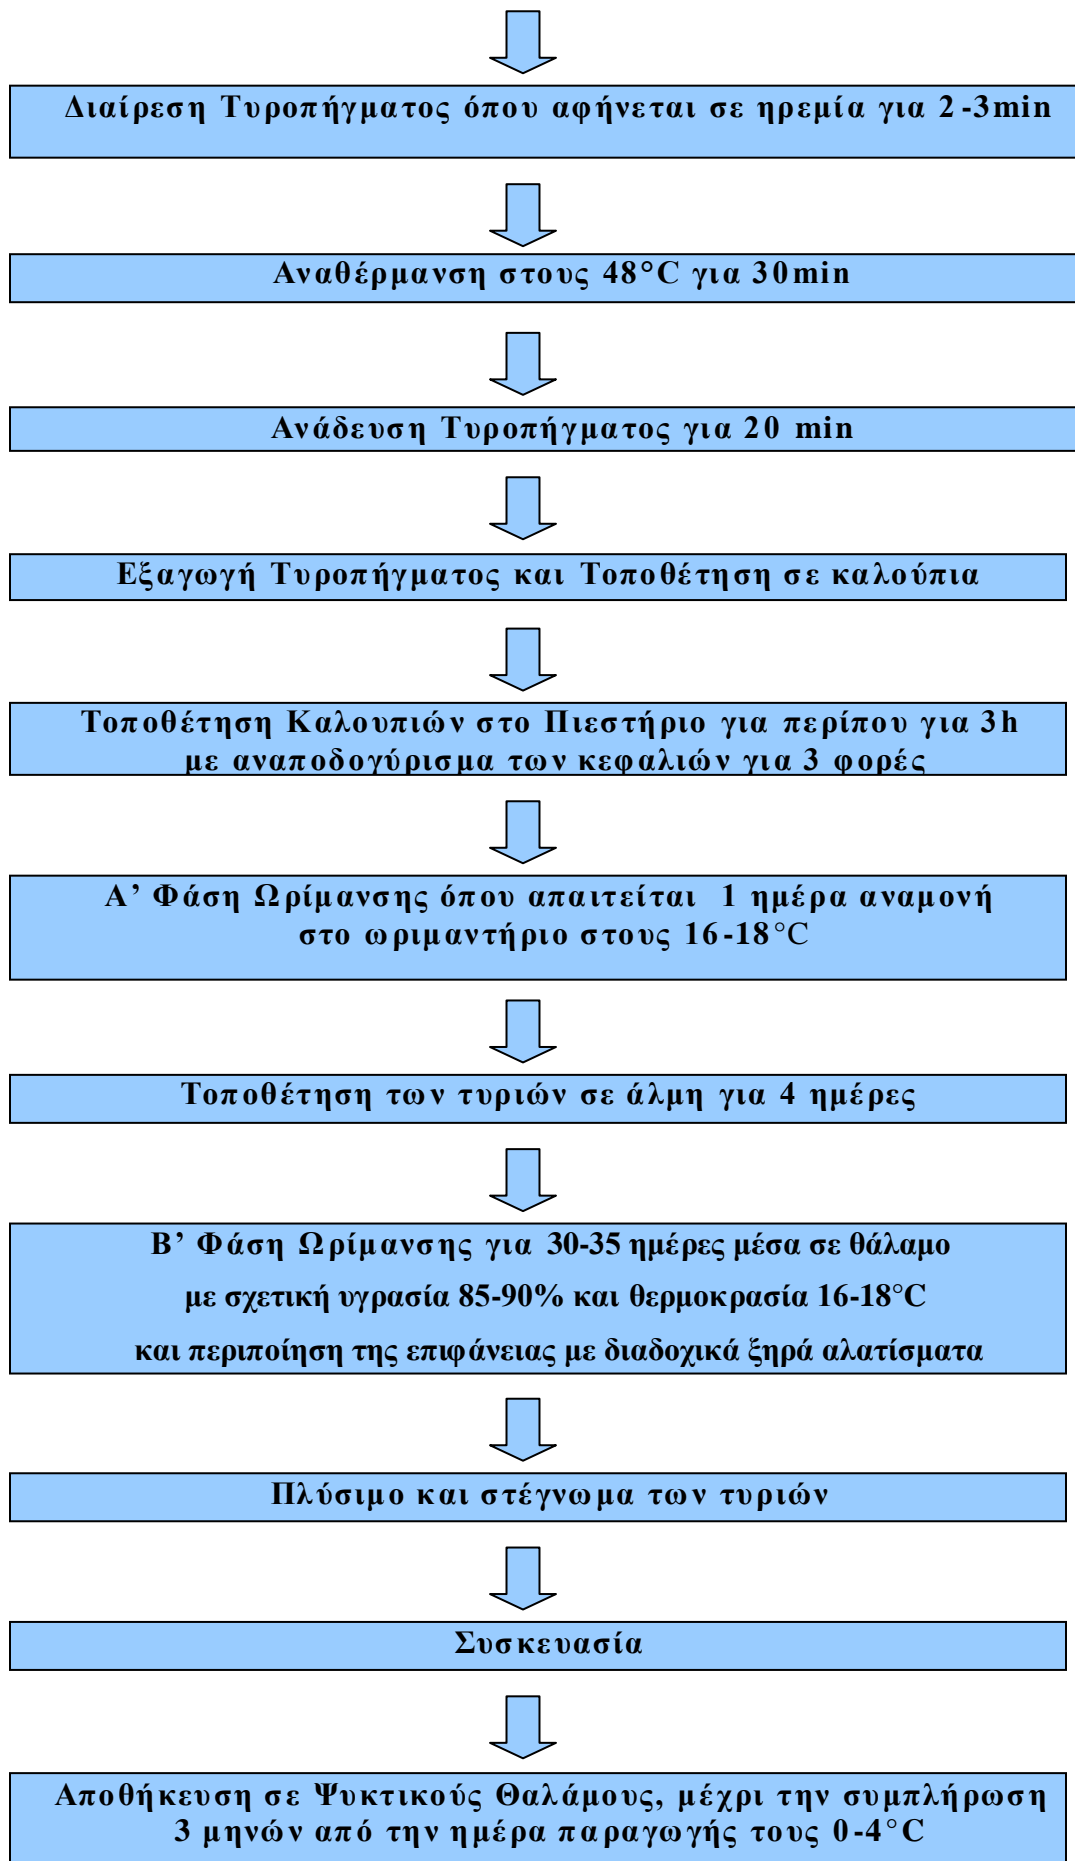 Διαίρεση Τυροπήγματος όπου αφήνεται σε ηρεμία για 2-3min
Αναθέρμανση στους 48°C για 30min
Ανάδευση Τυροπήγματος για 20 min
Εξαγωγή Τυροπήγματος και Τοποθέτηση σε καλούπια
Τοποθέτηση Καλουπιών στο Πιεστήριο για περίπου για 3h
με αναποδογύρισμα των κεφαλιών για 3 φορές
Α’ Φάση Ωρίμανσης όπου απαιτείται 1 ημέρα αναμονή
στο ωριμαντήριο στους 16-18°C
Τοποθέτηση των τυριών σε άλμη για 4 ημέρες
Β’ Φάση Ωρίμανσης για 30-35 ημέρες μέσα σε θάλαμο
με σχετική υγρασία 85-90% και θερμοκρασία 16-18°C
και περιποίηση της επιφάνειας με διαδοχικά ξηρά αλατίσματα
Πλύσιμο και στέγνωμα των τυριών
Συσκευασία
Αποθήκευση σε Ψυκτικούς Θαλάμους, μέχρι την συμπλήρωση
3 μηνών από την ημέρα παραγωγής τους 0-4°C